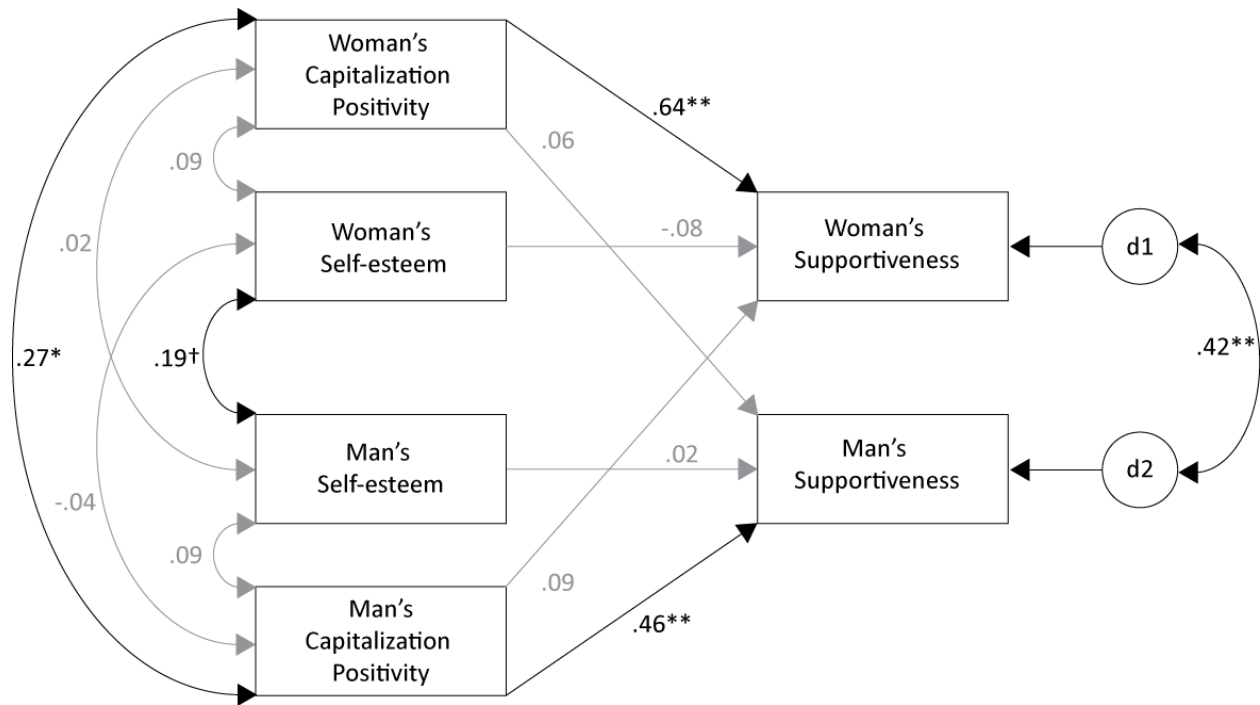 Woman’s
Capitalization
Positivity
.64**
.06
.09
Woman’s
Self-esteem
-.08
Woman’s
Supportiveness
d1
.02
.27*
.19†
.42**
Man’s
Self-esteem
.02
Man’s
Supportiveness
d2
-.04
.09
Man’s
Capitalization
Positivity
.09
.46**